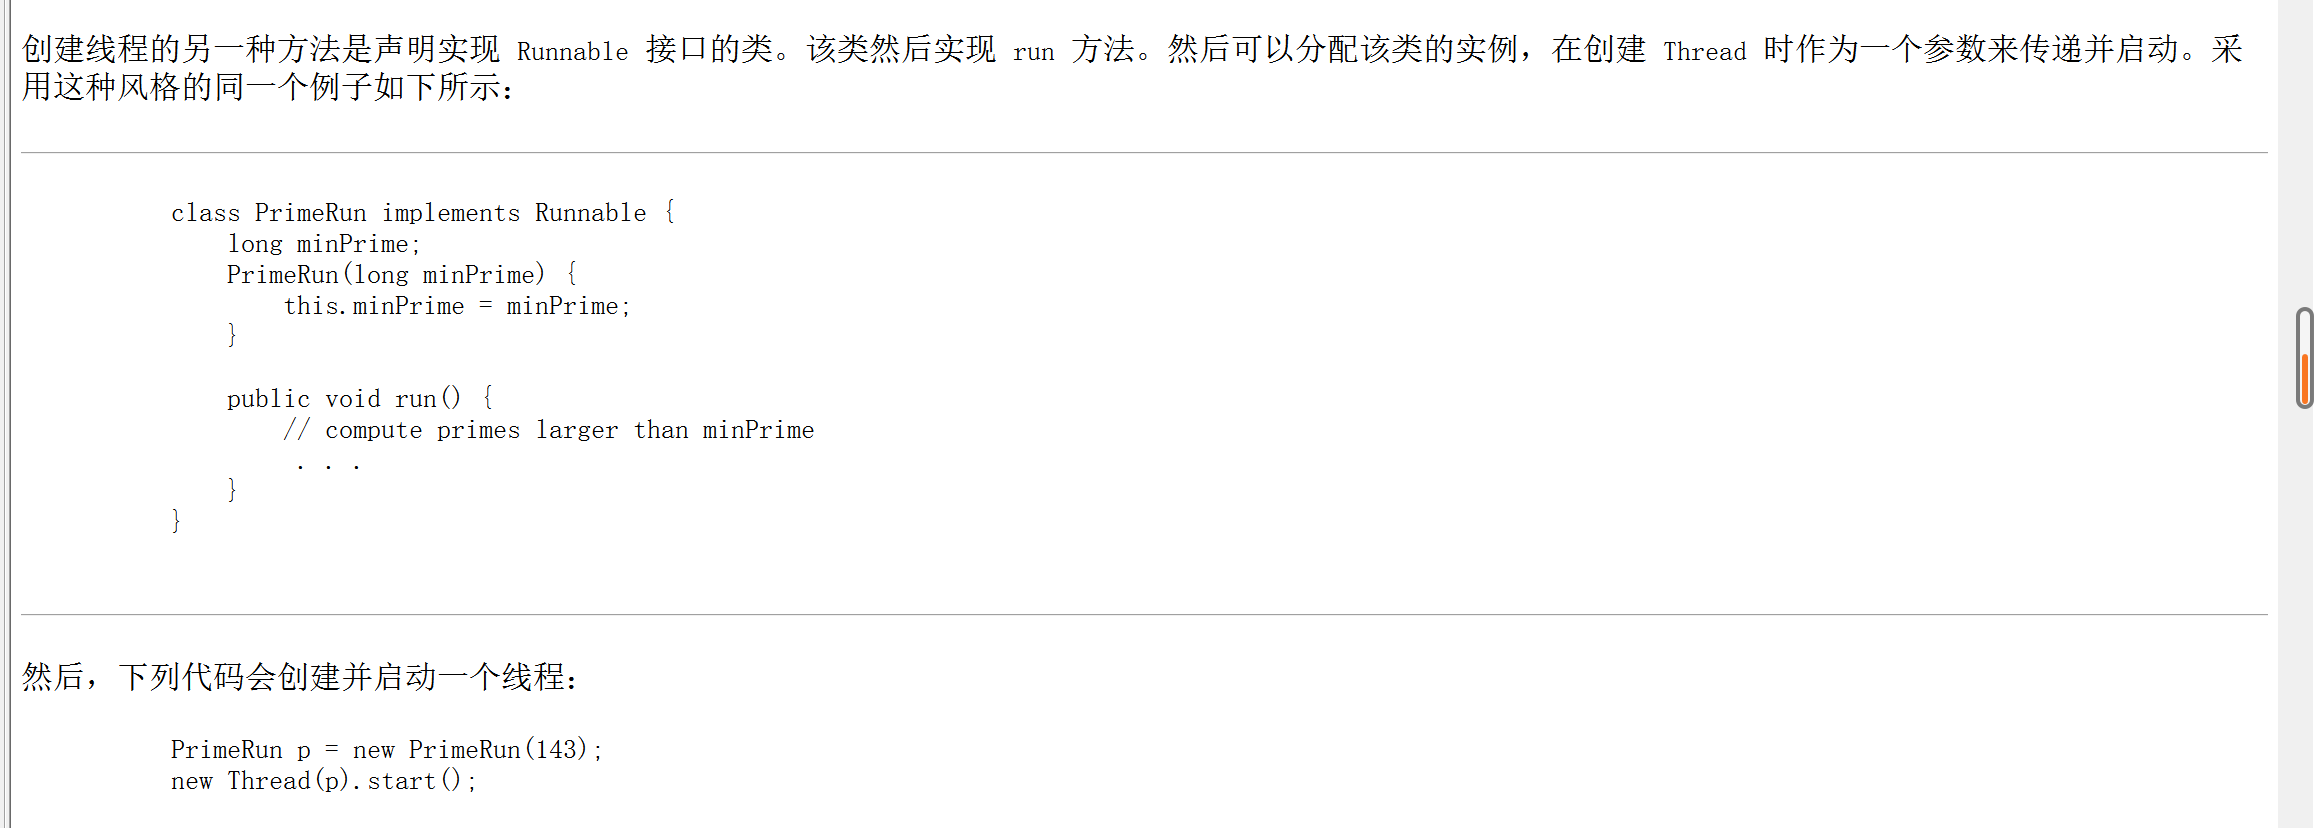 创建线程的另一种方法是声明实现 Runnable 接口的类。该类然后实现 run 方法。然后可以分配该类的实例，在创建 Thread 时作为一个参数来传递并启动。采
用这种风格的同一个例子如下所示：
class PrimeRun implements Runnable {
    long minPrime;
    PrimeRun(long minPrime) {
        this.minPrime = minPrime;
    }
    public void run() {
        // compute primes larger than minPrime
         . . .
    }
}
然后，下列代码会创建并启动一个线程：
PrimeRun p = new PrimeRun(143);
new Thread(p).start();